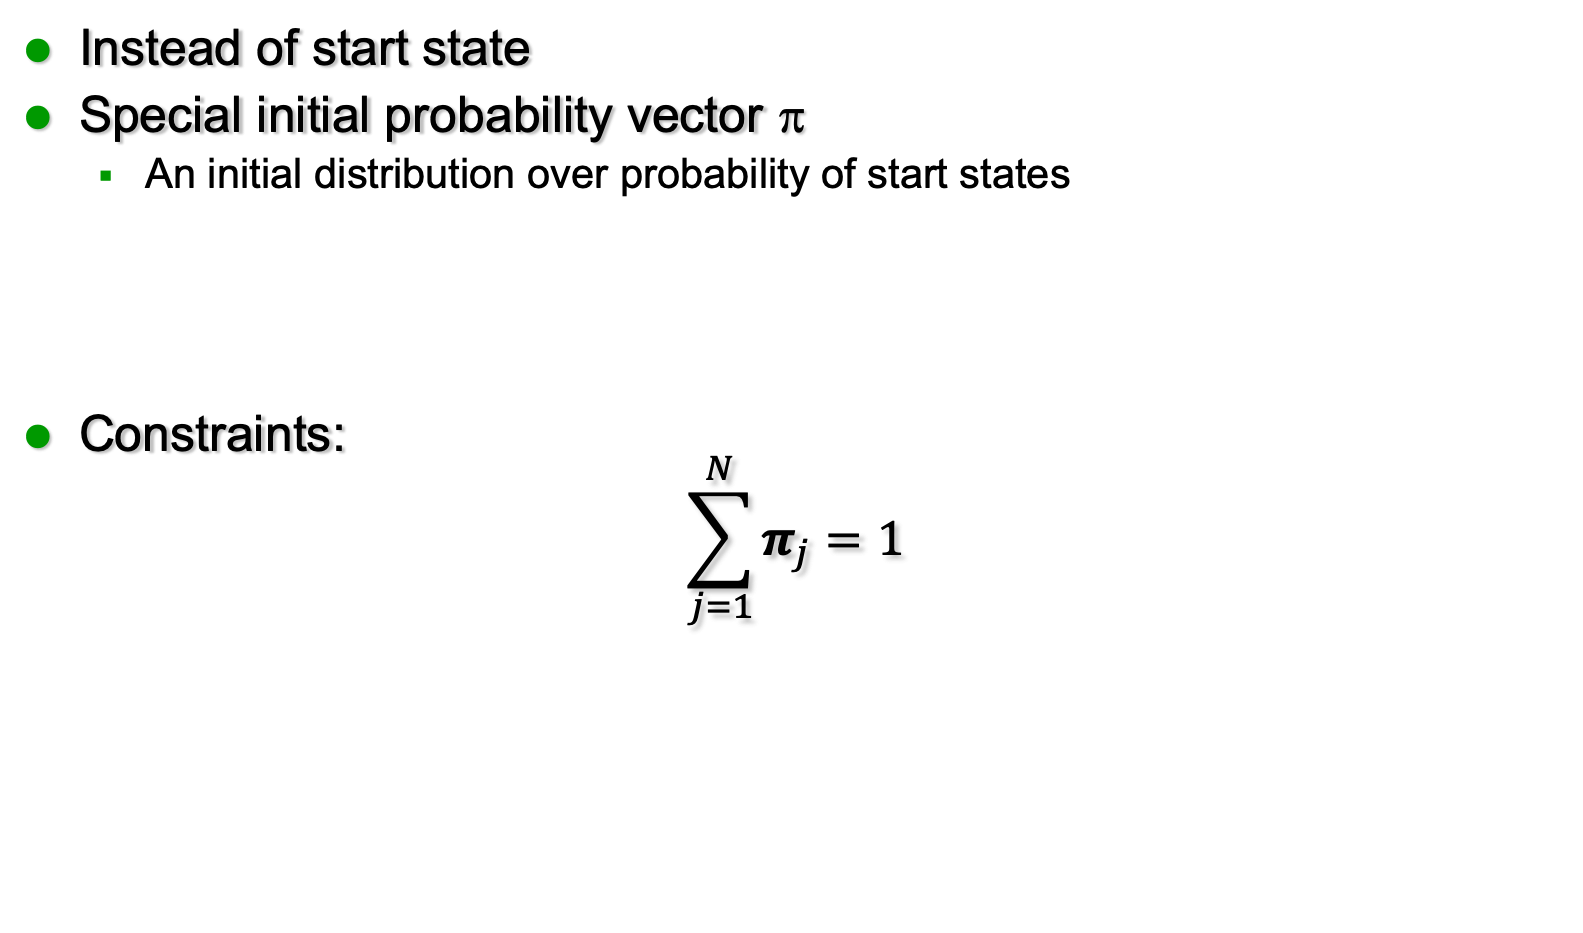 ● Instead of start state
● Special initial probability vector π
▪ An initial distribution over probability of start states
● Constraints:
N
∑ 𝝅j = 1
j=1